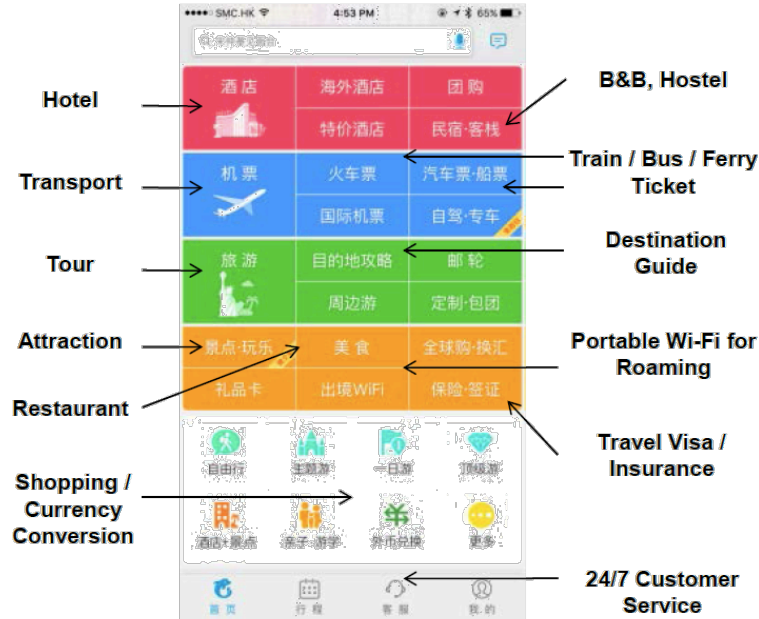 SMC.HK 4:53 PM 65%
酒店 海外酒店 团购
特价酒店 民宿·客栈
机票 火车票 汽车票·船票
国际机票 自驾·专车
旅游 目的地攻略 邮轮
周边游 定制·包团
景点·玩乐 美食 全球购·换汇
礼品卡 出境WiFi 保险·签证
自由行 主题游 一日游 顶级游
酒店+景点 亲子·游学 外币兑换 更多
首页 行程 客服 我的
Hotel
Transport
Tour
Attraction
Restaurant
Shopping /
Currency
Conversion
B&B, Hostel
Train / Bus / Ferry
Ticket
Destination
Guide
Portable Wi-Fi for
Roaming
Travel Visa /
Insurance
24/7 Customer
Service